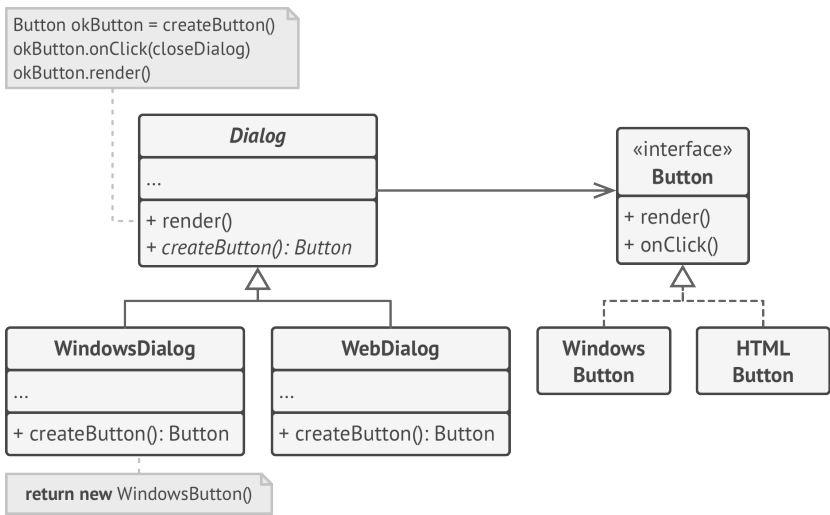 Button okButton = createButton()
okButton.onClick(closeDialog)
okButton.render()
Dialog
...
+ render()
+ createButton(): Button
«interface»
Button
+ render()
+ onClick()
WindowsDialog
...
+ createButton(): Button
WebDialog
...
+ createButton(): Button
Windows
Button
HTML
Button
return new WindowsButton()